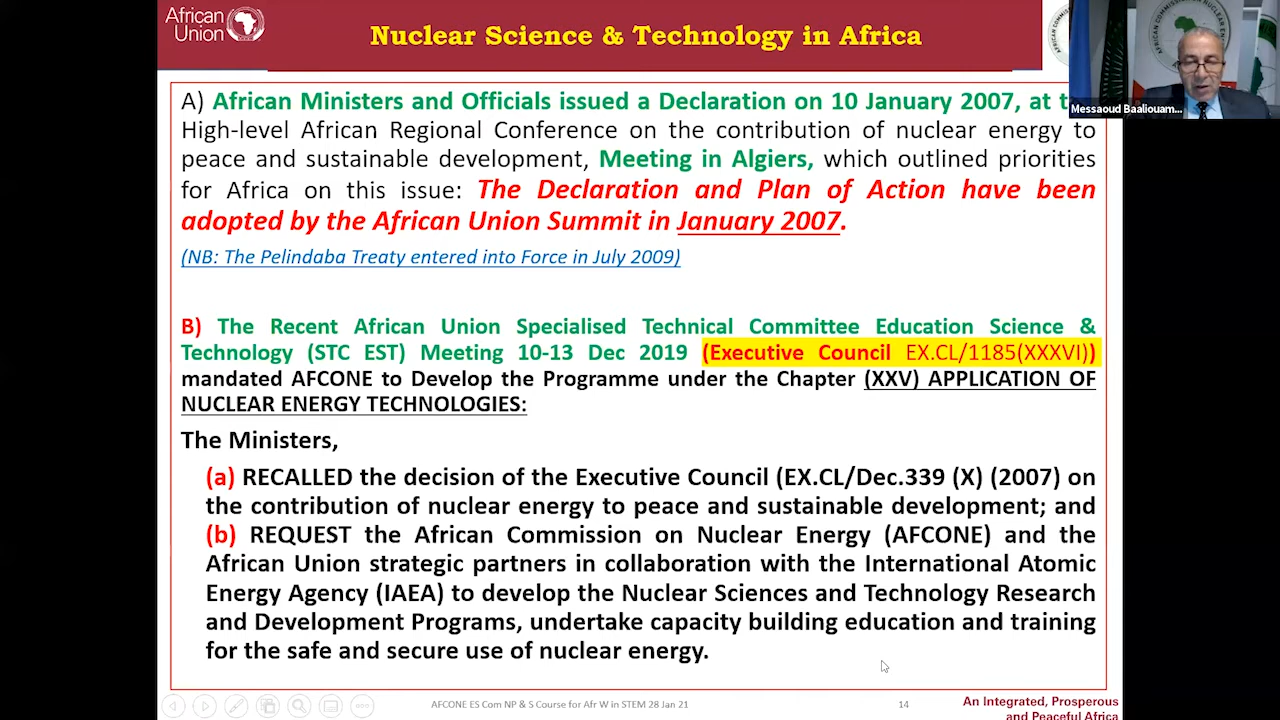 African
Union
Nuclear Science & Technology in Africa
AFRICAN COMMISSION NUCLEAR
Messaoud Baaliouam...
A) African Ministers and Officials issued a Declaration on 10 January 2007, at
High-level African Regional Conference on the contribution of nuclear energy to
peace and sustainable development, Meeting in Algiers, which outlined priorities
for Africa on this issue: The Declaration and Plan of Action have been
adopted by the African Union Summit in January 2007.
(NB: The Pelindaba Treaty entered into Force in July 2009)
B) The Recent African Union Specialised Technical Committee Education Science &
Technology (STC EST) Meeting 10-13 Dec 2019 (Executive Council EX.CL/1185(XXXVI))
mandated AFCONE to Develop the Programme under the Chapter (XXV) APPLICATION OF
NUCLEAR ENERGY TECHNOLOGIES:
The Ministers,
(a) RECALLED the decision of the Executive Council (EX.CL/Dec.339 (X) (2007) on
the contribution of nuclear energy to peace and sustainable development; and
(b) REQUEST the African Commission on Nuclear Energy (AFCONE) and the
African Union strategic partners in collaboration with the International Atomic
Energy Agency (IAEA) to develop the Nuclear Sciences and Technology Research
and Development Programs, undertake capacity building education and training
for the safe and secure use of nuclear energy.
AFCONE ES Com NP & S Course for Afr W in STEM 28 Jan 21
14
An Integrated, Prosperous
and Peaceful Africa